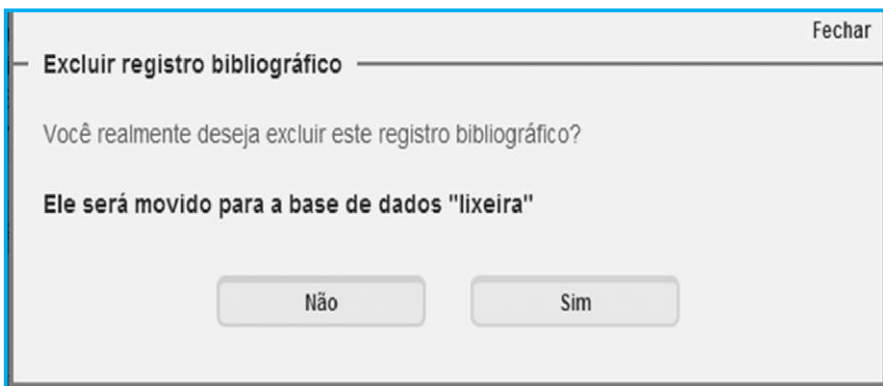 Fechar
Excluir registro bibliográfico
Você realmente deseja excluir este registro bibliográfico?
Ele será movido para a base de dados "lixeira"
Não Sim